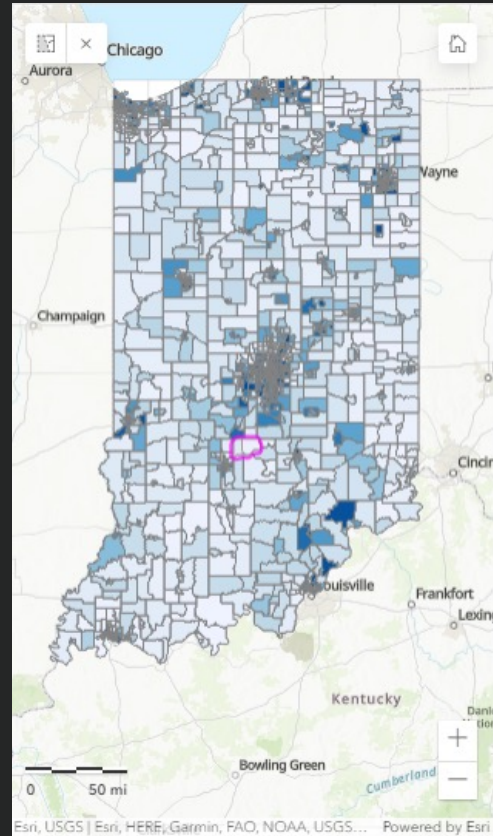 Chicago
Aurora
Wayne
Champaign
Cincin
ouisville
Frankfort
Lexing
Kentucky
Bowling Green
Cumberland
0 50 mi
Esri, USGS | Esri, HERE, Garmin, FAO, NOAA, USGS... Powered by Esri